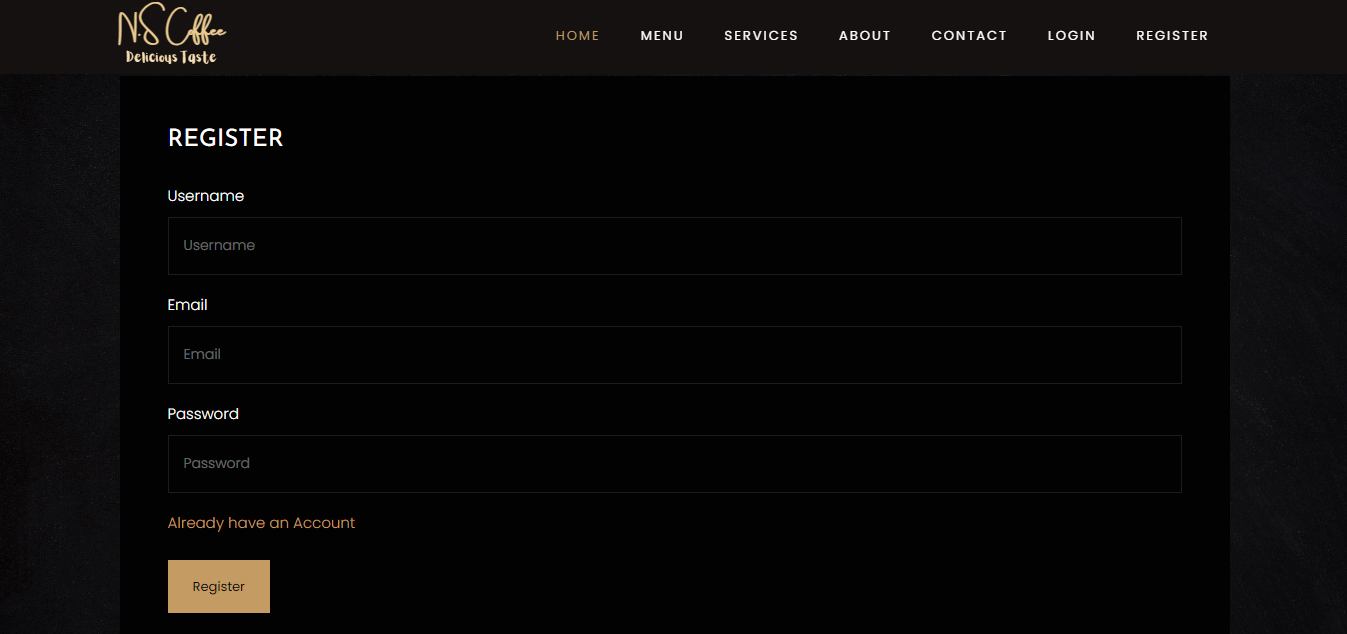 N.S Coffee
Delicious Taste
HOME MENU SERVICES ABOUT CONTACT LOGIN REGISTER
REGISTER
Username
Username
Email
Email
Password
Password
Already have an Account
Register